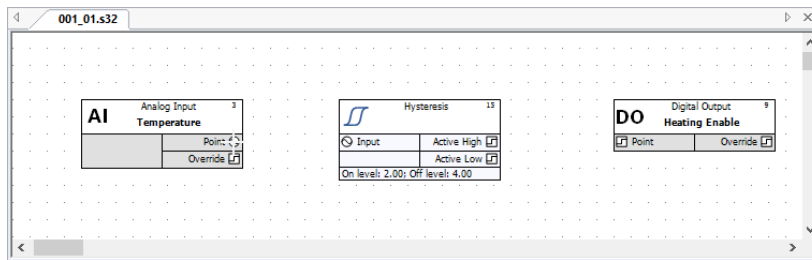 001_01.s32
AI Analog Input 3
Temperature
Point
Override
Hysteresis 15
Input Active High
Active Low
On level: 2.00; Off level: 4.00
DO Digital Output 9
Heating Enable
Point Override